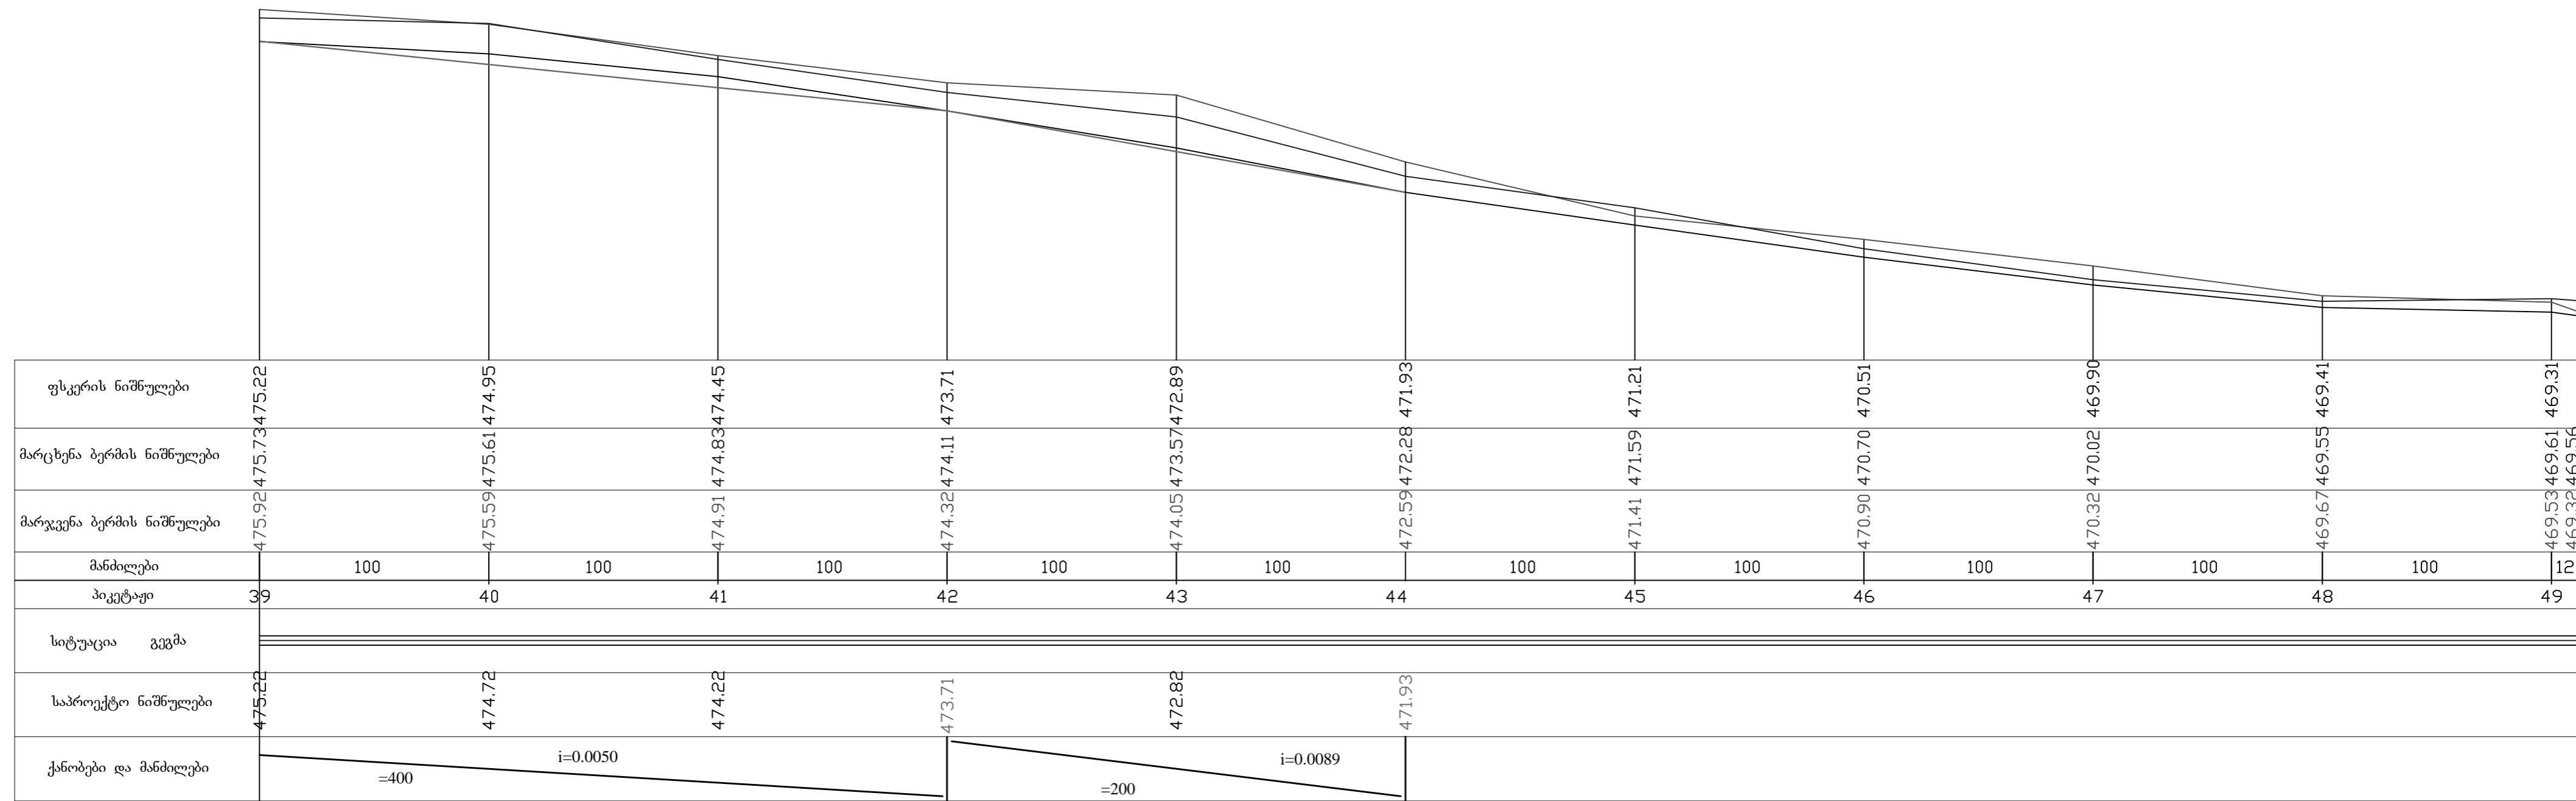 ფსკერის ნიშნულები 475.22 474.95 474.45 473.71 472.89 471.93 471.21 470.51 469.90 469.41 469.31
მარცხენა ბერმის ნიშნულები 475.73 475.61 474.83 474.11 473.57 472.28 471.59 470.70 470.02 469.55 469.61 469.56
მარჯვენა ბერმის ნიშნულები 475.92 475.59 474.91 474.32 474.05 472.59 471.41 470.90 470.32 469.67 469.53 469.32
მანძილები 100 100 100 100 100 100 100 100 100 100 12
პიკეტაჟი 39 40 41 42 43 44 45 46 47 48 49
სიტუაცია გეგმა
საპროექტო ნიშნულები 475.22 474.72 474.22 473.71 472.82 471.93
ქანობები და მანძილები =400 i=0.0050 =200 i=0.0089